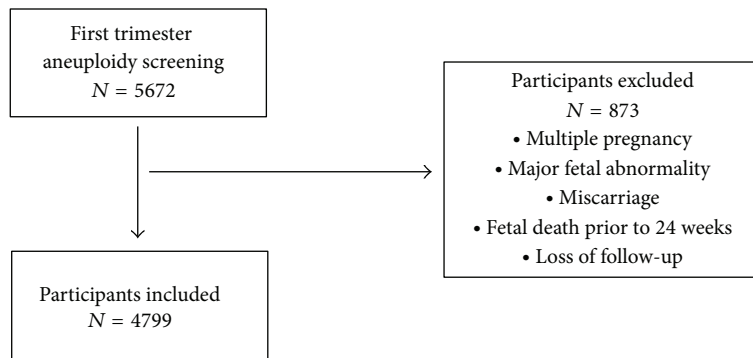 First trimester
aneuploidy screening
N = 5672
Participants excluded
N = 873
• Multiple pregnancy
• Major fetal abnormality
• Miscarriage
• Fetal death prior to 24 weeks
• Loss of follow-up
Participants included
N = 4799